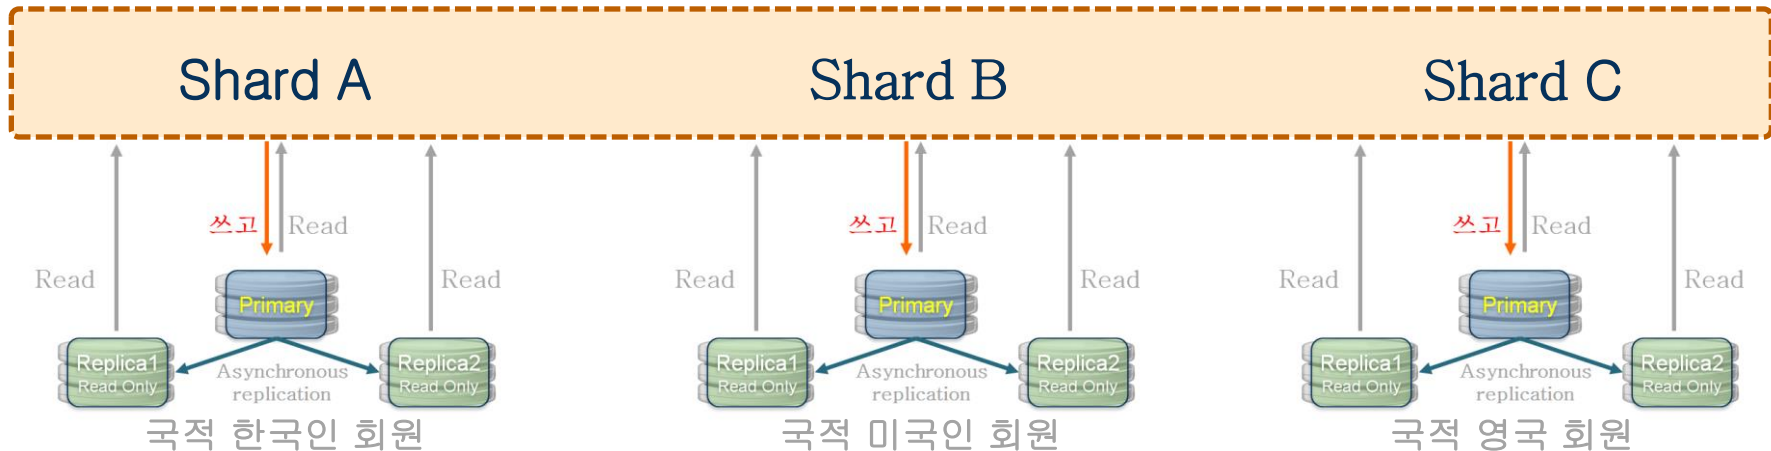 Shard A
Shard B
Shard C
쓰고
Read
Read
Read
Primary
Replica1
Read Only
Asynchronous
replication
Replica2
Read Only
국적 한국인 회원
쓰고
Read
Read
Read
Primary
Replica1
Read Only
Asynchronous
replication
Replica2
Read Only
국적 미국인 회원
쓰고
Read
Read
Read
Primary
Replica1
Read Only
Asynchronous
replication
Replica2
Read Only
국적 영국 회원